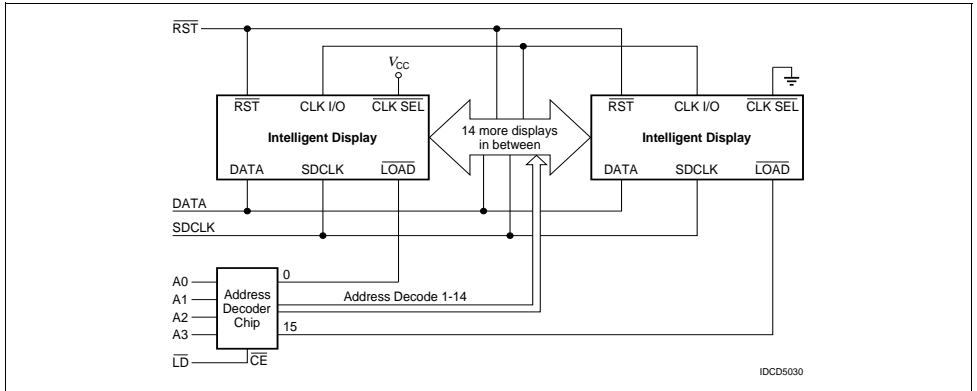 RST
VCC
RST CLK I/O CLK SEL
Intelligent Display
DATA SDCLK LOAD
14 more displays
in between
RST CLK I/O CLK SEL
Intelligent Display
DATA SDCLK LOAD
DATA
SDCLK
A0
A1
A2
A3
LD
Address
Decoder
Chip
CE
0
Address Decode 1-14
15
IDCD5030